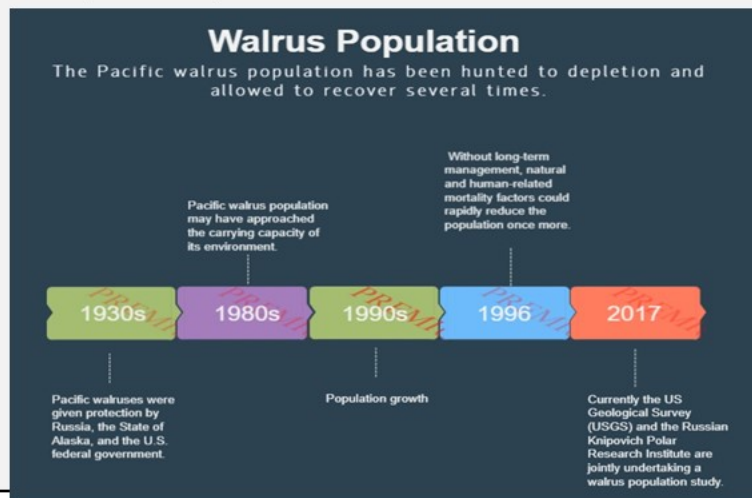 Walrus Population
The Pacific walrus population has been hunted to depletion and
allowed to recover several times.
Without long-term
management, natural
and human-related
mortality factors could
rapidly reduce the
population once more.
Pacific walrus population
may have approached
the carrying capacity of
its environment.
1930s
1980s
1990s
1996
2017
Pacific walruses were
given protection by
Russia, the State of
Alaska, and the U.S.
federal government.
Population growth
Currently the US
Geological Survey
(USGS) and the Russian
Knipovich Polar
Research Institute are
jointly undertaking a
walrus population study.